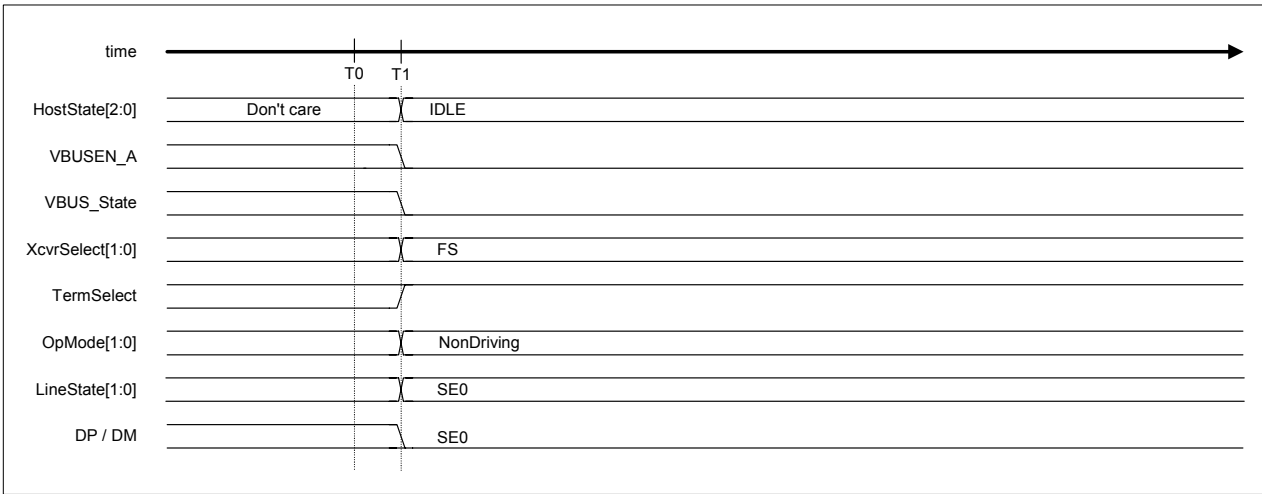 time
T0 T1
HostState[2:0] Don't care IDLE
VBUSEN_A
VBUS_State
XcvrSelect[1:0] FS
TermSelect
OpMode[1:0] NonDriving
LineState[1:0] SE0
DP / DM SE0